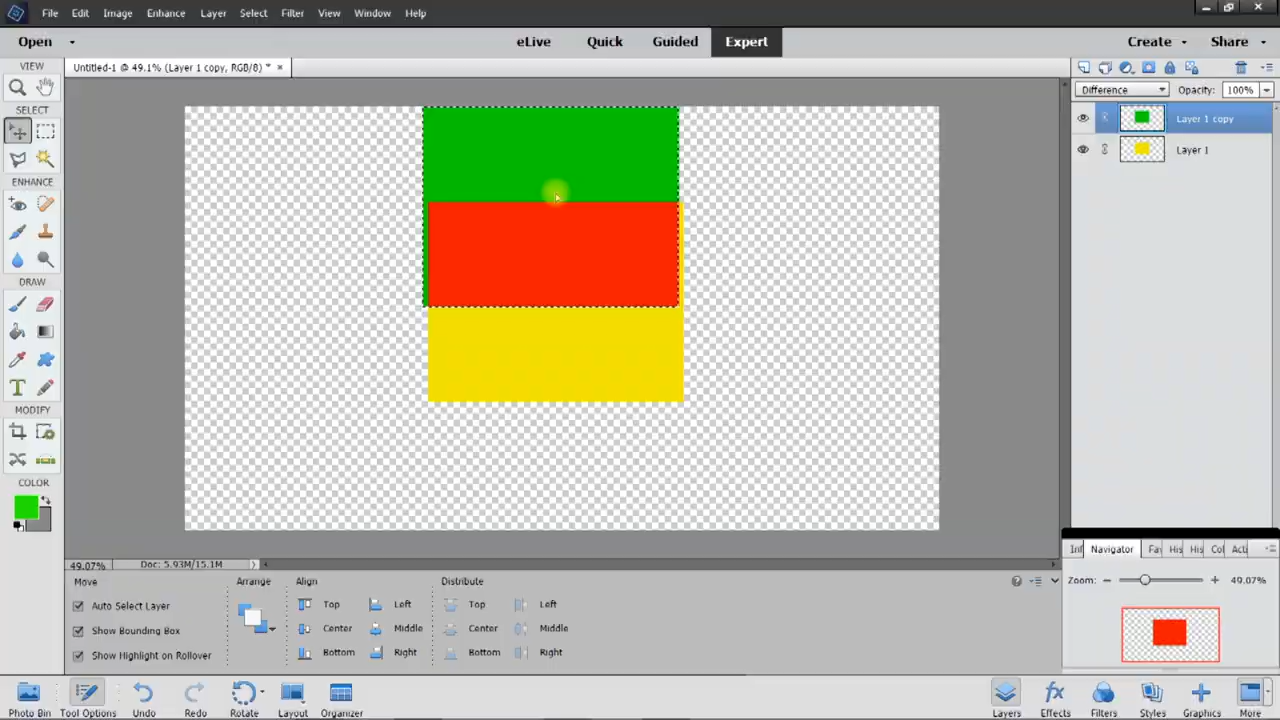 File Edit Image Enhance Layer Select Filter View Window Help
Open eLive Quick Guided Expert Create Share
VIEW
Untitled-1 @ 49.1% (Layer 1 copy, RGB/8) * ×
SELECT
ENHANCE
DRAW
T
MODIFY
COLOR
Difference Opacity: 100%
Layer 1 copy
Layer 1
Navigator His His
Zoom: 49.07%
49.07% Doc: 5.93M/15.1M
Move Arrange Align Distribute
Auto Select Layer Top Left Top Left
Show Bounding Box Center Middle Center Middle
Show Highlight on Rollover Bottom Right Bottom Right
Photo Bin Tool Options Undo Redo Rotate Layout Organizer Layers Effects Filters Styles Graphics More